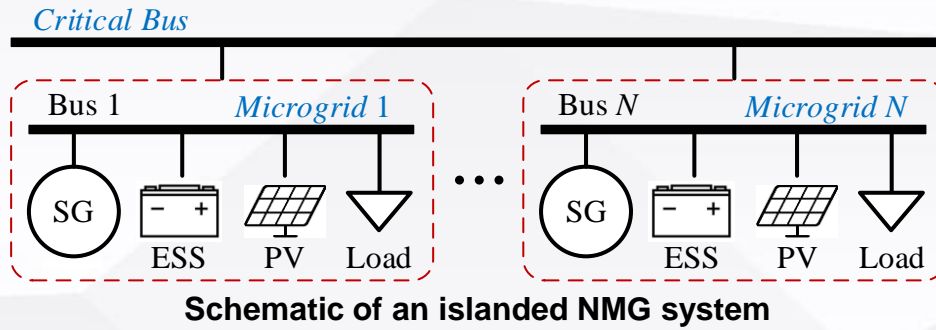 Critical Bus
Bus 1 Microgrid 1
SG ESS PV Load
...
Bus N Microgrid N
SG ESS PV Load
Schematic of an islanded NMG system